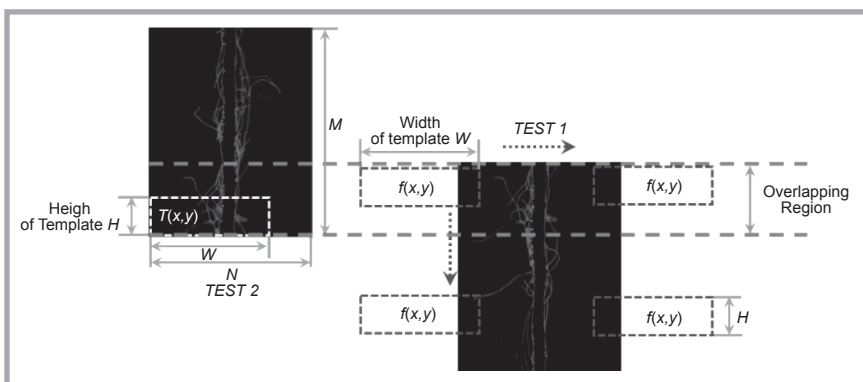 M
Width
of template W
TEST 1
f(x,y)
f(x,y)
Overlapping
Region
Heigh
of Template H
T(x,y)
W
N
TEST 2
f(x,y)
f(x,y)
H